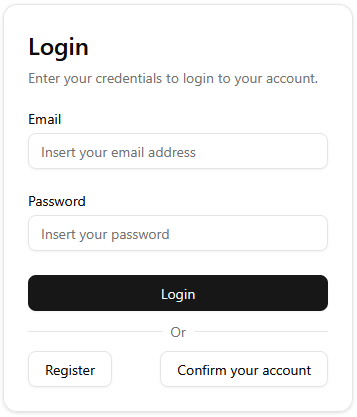 Login
Enter your credentials to login to your account.
Email
Insert your email address
Password
Insert your password
Login
Or
Register
Confirm your account